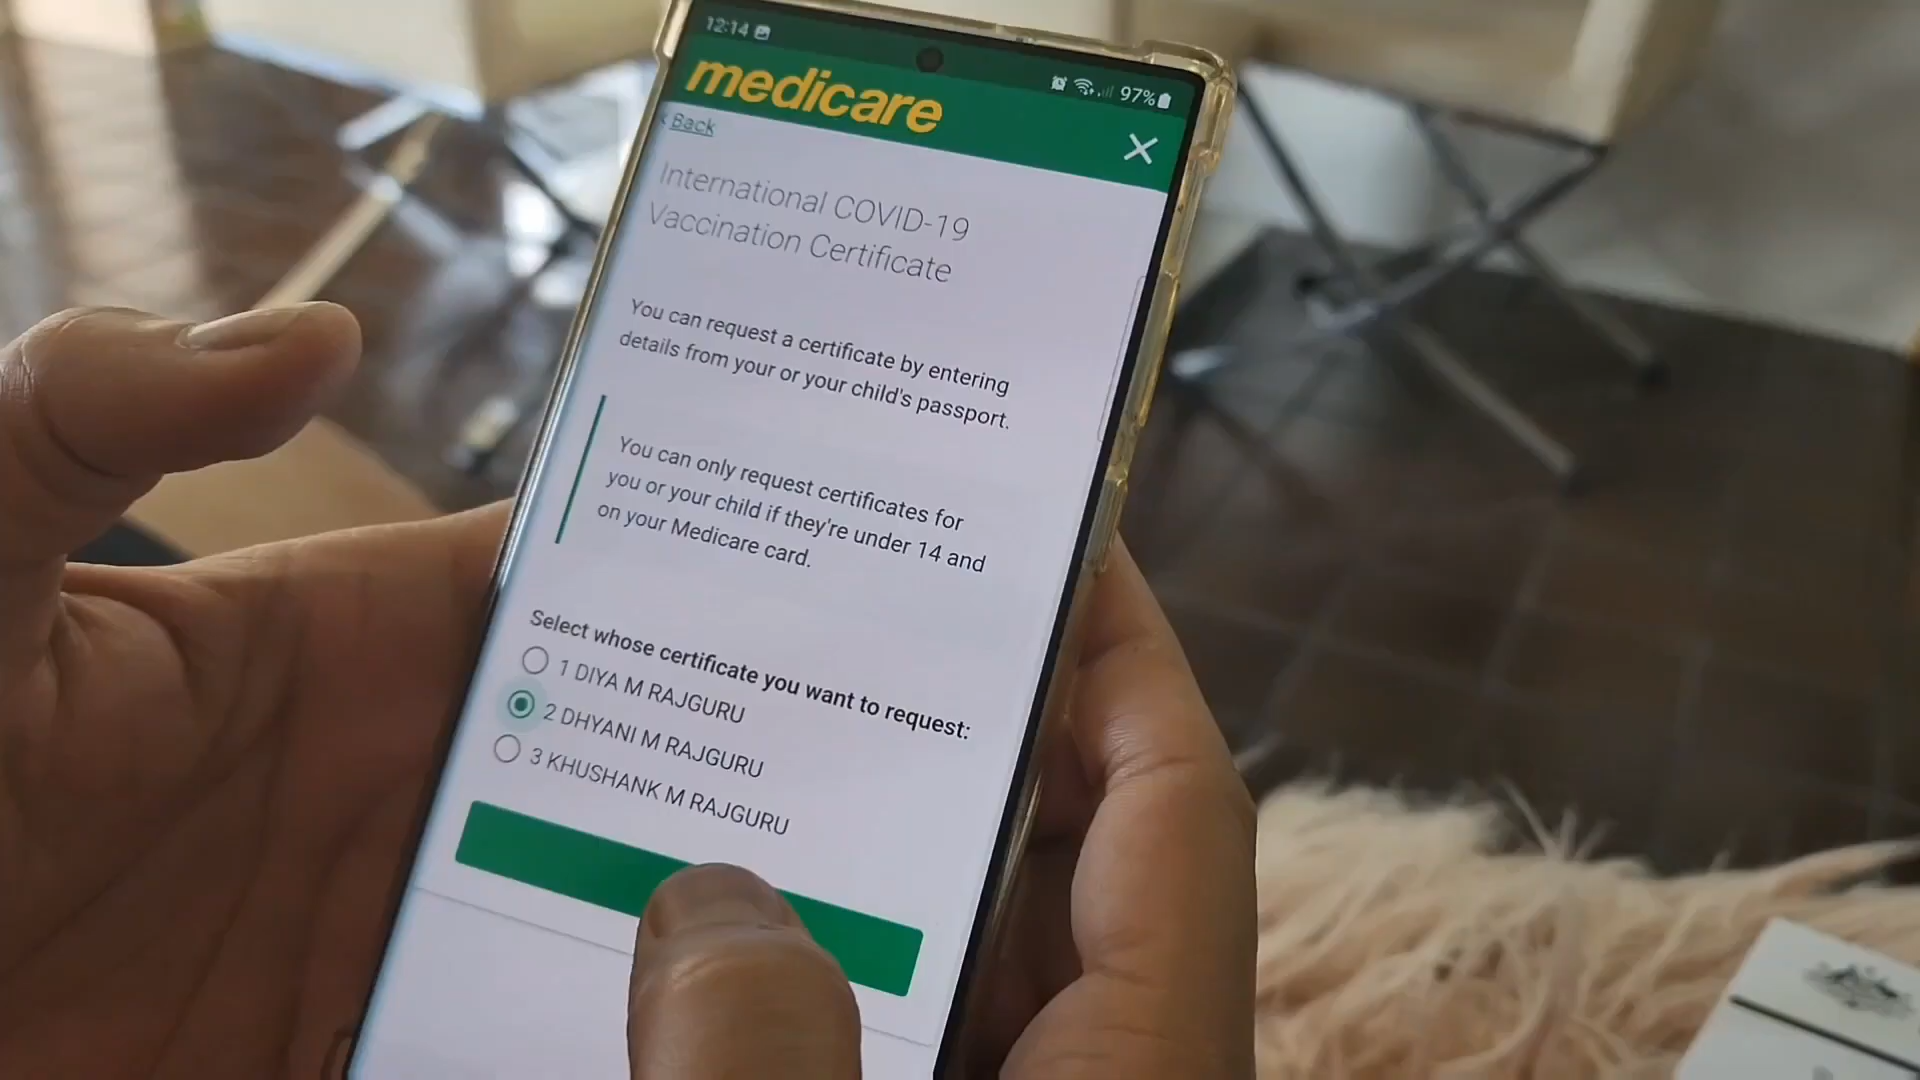 12:14
97%
medicare
Back
International COVID-19
Vaccination Certificate
You can request a certificate by entering
details from your or your child's passport.
You can only request certificates for
you or your child if they're under 14 and
on your Medicare card.
Select whose certificate you want to request:
1 DIYA M RAJGURU
2 DHYANI M RAJGURU
3 KHUSHANK M RAJGURU